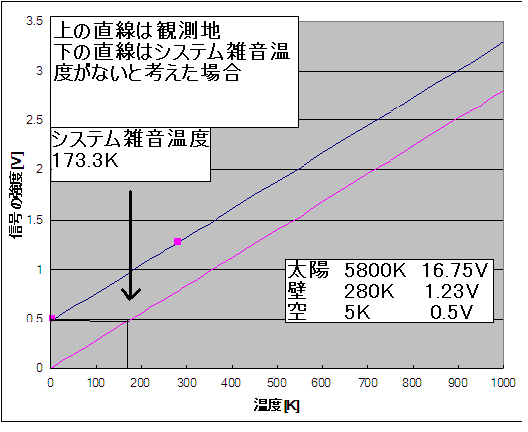 上の直線は観測地
下の直線はシステム雑音温
度がないと考えた場合
システム雑音温度
173.3K
太陽 5800K 16.75V
壁 280K 1.23V
空 5K 0.5V
信号の強度[V]
3.5
3
2.5
2
1.5
1
0.5
0
0 100 200 300 400 500 600 700 800 900 1000
温度[K]